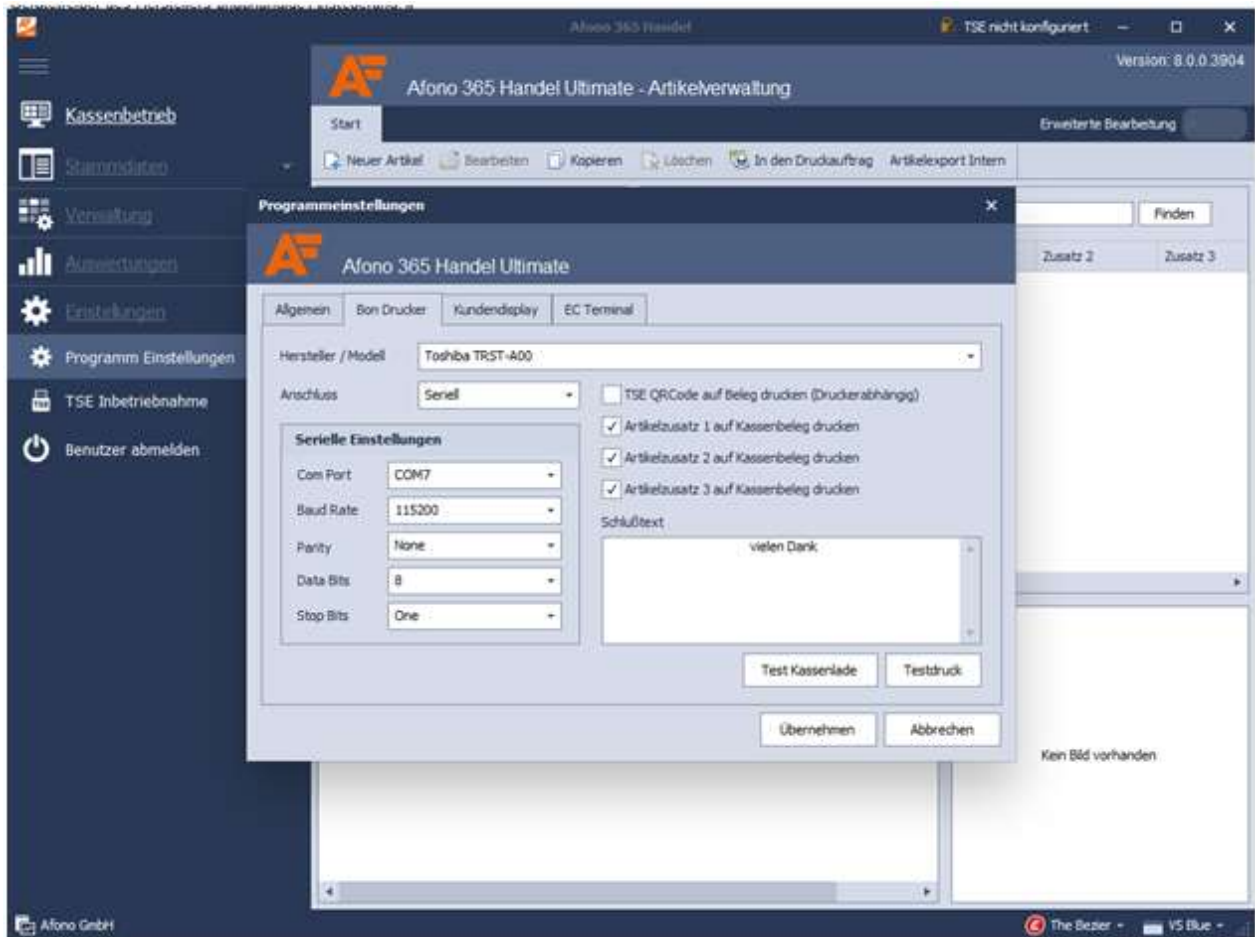 Afono 365 Handel
TSE nicht konfiguriert
Version: 8.0.0.3904
AF
Afono 365 Handel Ultimate - Artikelverwaltung
Kassenbetrieb
Start
Erweiterte Bearbeitung
Stammdaten
Neuer Artikel
Bearbeiten
Kopieren
Löschen
In den Druckauftrag
Artikelexport Intern
Verwaltung
Auswertungen
Einstellungen
Programm Einstellungen
TSE Inbetriebnahme
Benutzer abmelden
Finden
Zusatz 2
Zusatz 3
Programmeinstellungen
AF
Afono 365 Handel Ultimate
Allgemein
Bon Drucker
Kundendisplay
EC Terminal
Hersteller / Modell
Toshiba TRST-A00
Anschluss
Seriell
Serielle Einstellungen
Com Port
COM7
Baud Rate
115200
Parity
None
Data Bits
8
Stop Bits
One
TSE QRCode auf Beleg drucken (Druckerabhängig)
Artikelzusatz 1 auf Kassenbeleg drucken
Artikelzusatz 2 auf Kassenbeleg drucken
Artikelzusatz 3 auf Kassenbeleg drucken
Schlußtext
vielen Dank
Test Kassenlade
Testdruck
Übernehmen
Abbrechen
Kein Bild vorhanden
Afono GmbH
The Bezier
VS Blue